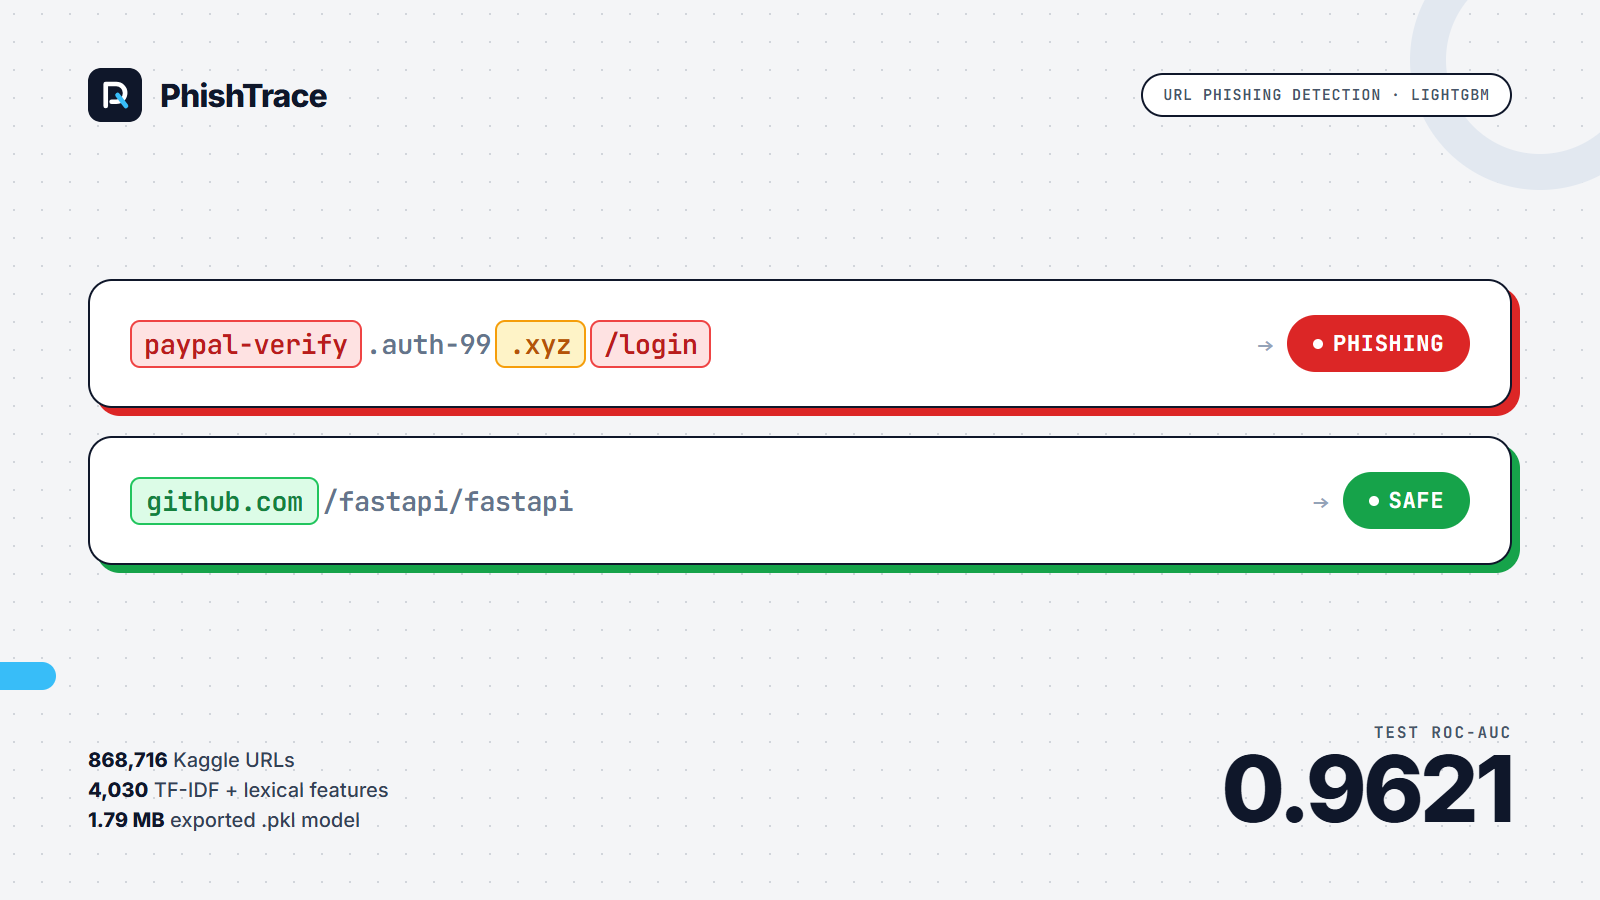 PhishTrace
URL PHISHING DETECTION · LIGHTGBM
paypal-verify.auth-99.xyz/login → PHISHING
github.com/fastapi/fastapi → SAFE
868,716 Kaggle URLs
4,030 TF-IDF + lexical features
1.79 MB exported .pkl model
TEST ROC-AUC
0.9621